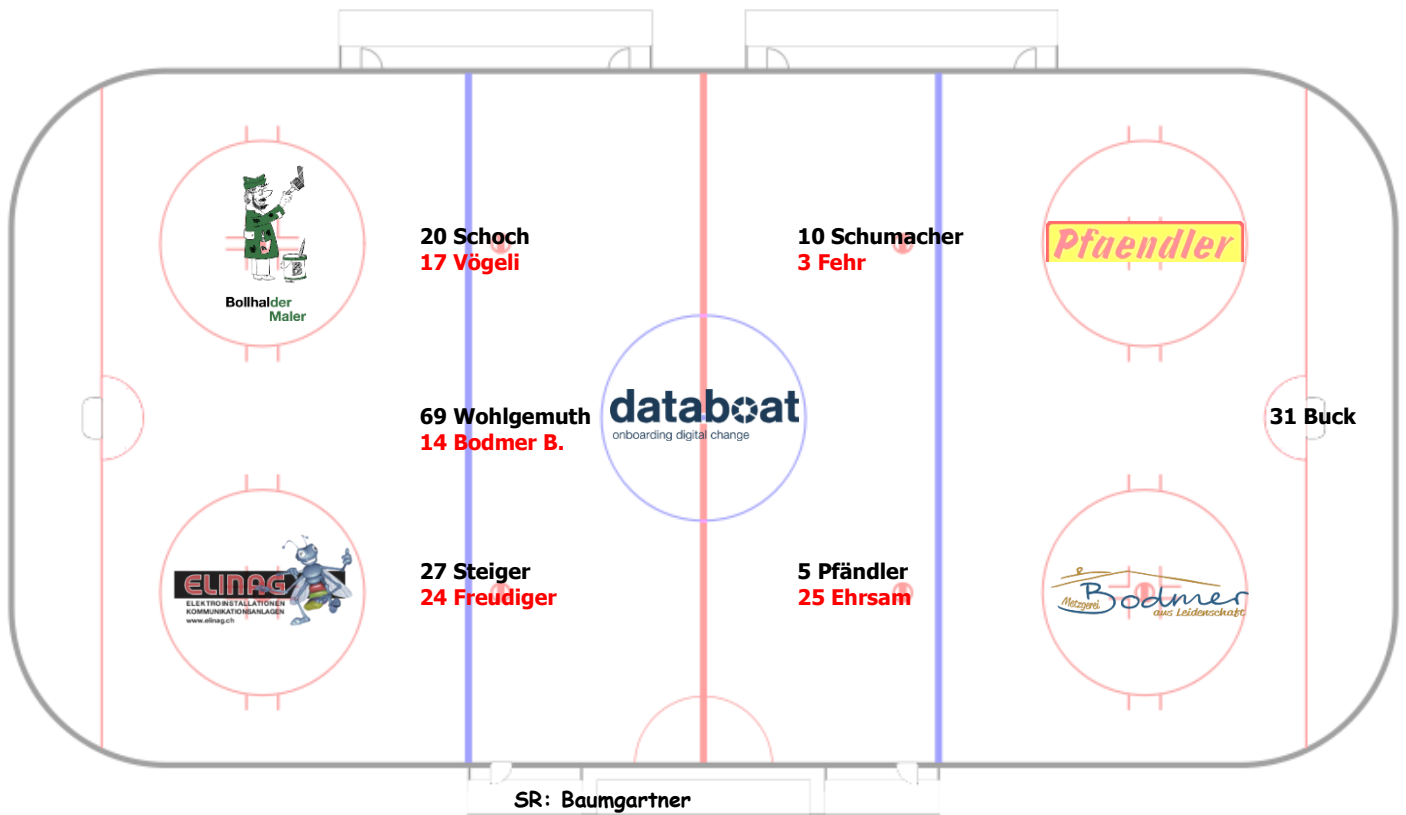 20 Schoch
17 Vögeli
10 Schumacher
3 Fehr
Pfaendler
Bollhalder
Maler
databoat
onboarding digital change
69 Wohlgemuth
14 Bodmer B.
31 Buck
27 Steiger
24 Freudiger
5 Pfändler
25 Ehrsam
ELINAG
ELEKTROINSTALLATIONEN
KOMMUNIKATIONSANLAGEN
www.elinag.ch
Metzgerei
Bodmer
aus Leidenschaft
SR: Baumgartner